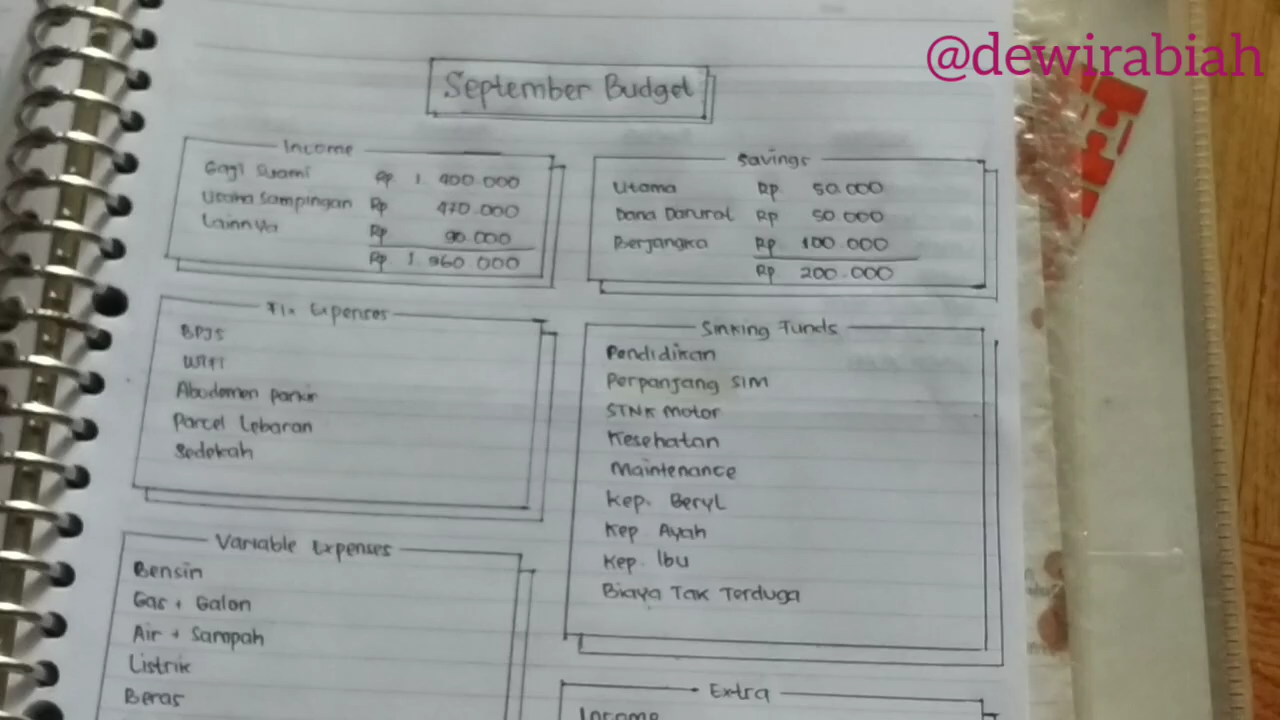 @dewirabiah
September Budget
Income
Gaji Suami Rp 1.400.000
Usaha Sampingan Rp 470.000
Lainnya Rp 90.000
Rp 1.960.000
Savings
Utama Rp 50.000
Dana Darurat Rp 50.000
Berjangka Rp 100.000
Rp 200.000
Fix Expenses
BPJS
Wifi
Abodemen parkir
Parcel Lebaran
Sedekah
Sinking Funds
Pendidikan
Perpanjang SIM
STNK Motor
Kesehatan
Maintenance
Kep. Beryl
Kep Ayah
Kep. Ibu
Biaya Tak Terduga
Variable Expenses
Bensin
Gas + Galon
Air + Sampah
Listrik
Beras
Extra
Income